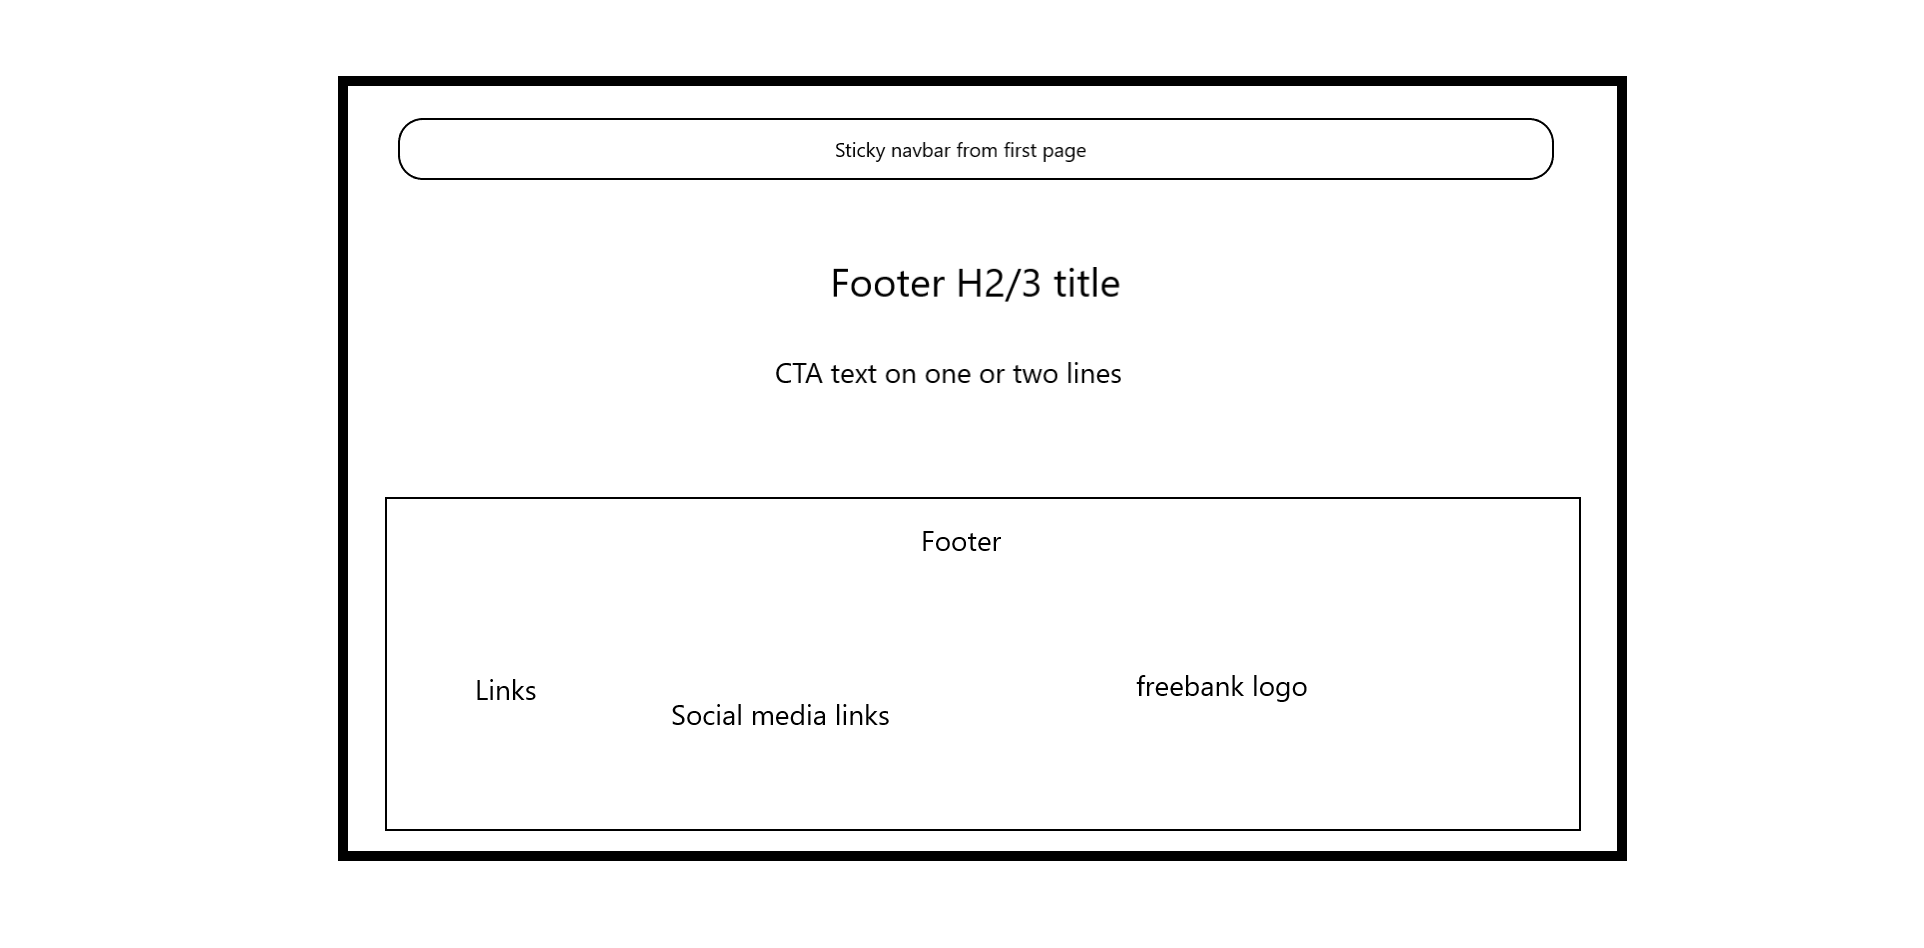 Sticky navbar from first page
Footer H2/3 title
CTA text on one or two lines
Footer
Links
Social media links
freebank logo